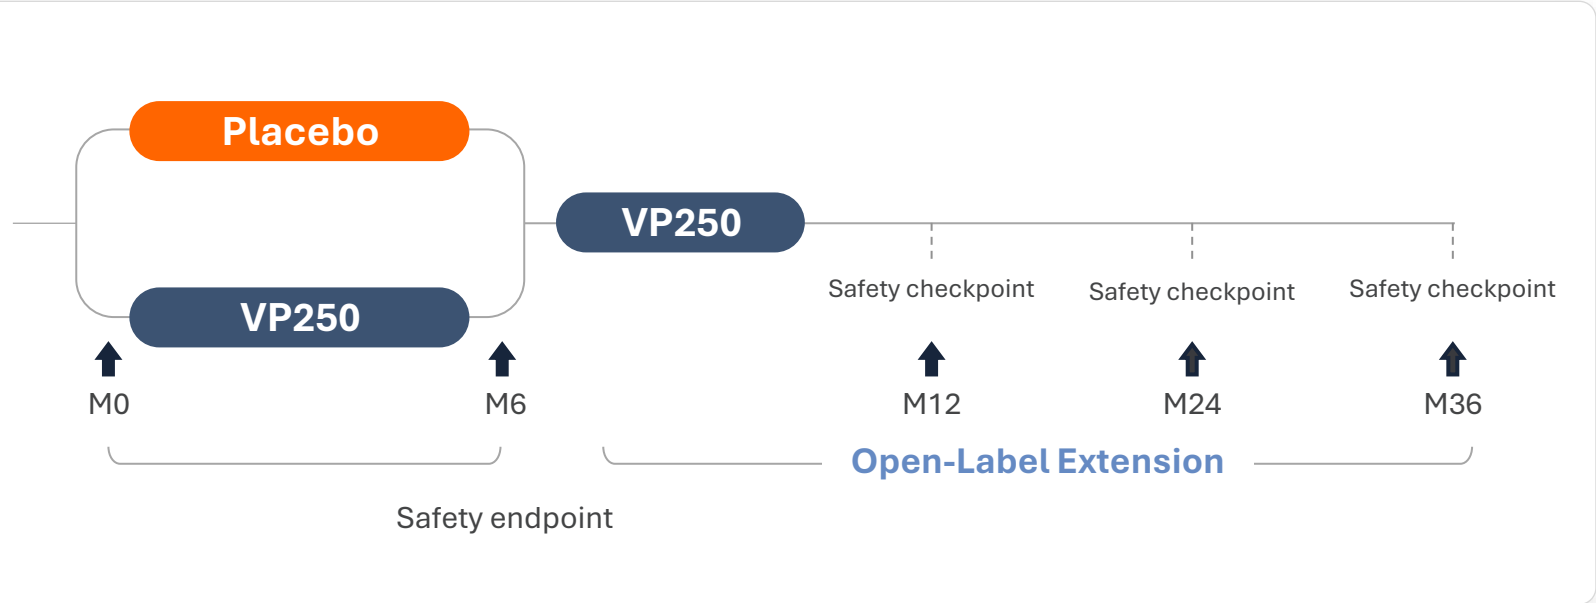 Placebo
VP250
VP250
Safety checkpoint
Safety checkpoint
Safety checkpoint
M0
M6
M12
M24
M36
Open-Label Extension
Safety endpoint